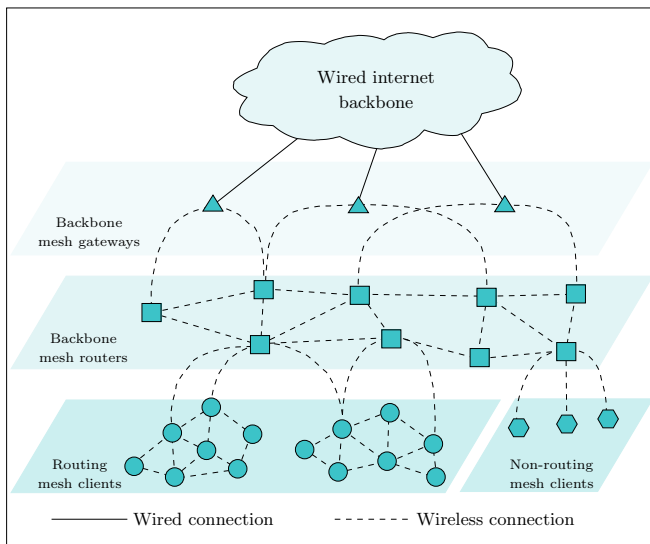 Wired internet
backbone
Backbone
mesh gateways
Backbone
mesh routers
Routing
mesh clients
Non-routing
mesh clients
Wired connection
Wireless connection